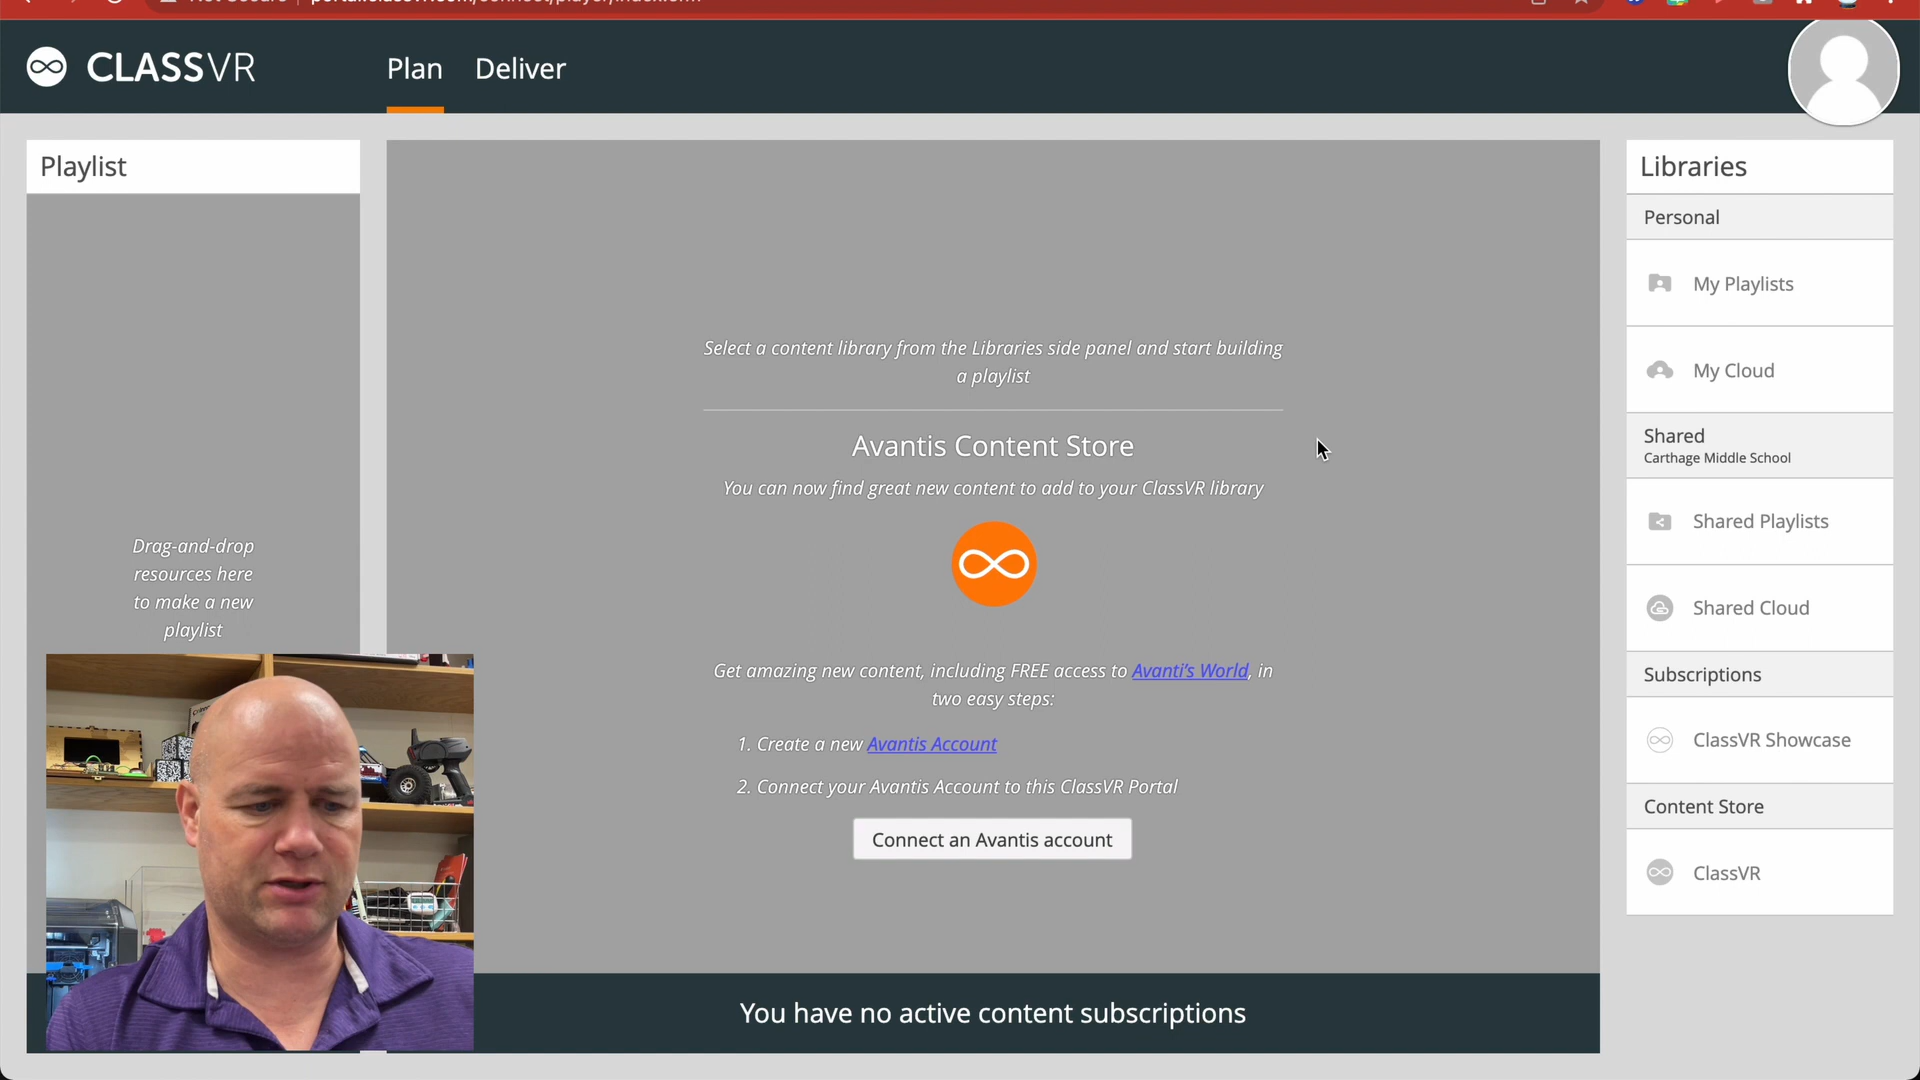 CLASSVR
Plan
Deliver
Playlist
Drag-and-drop
resources here
to make a new
playlist
Select a content library from the Libraries side panel and start building
a playlist
Avantis Content Store
You can now find great new content to add to your ClassVR library
Get amazing new content, including FREE access to Avanti's World, in
two easy steps:
1. Create a new Avantis Account
2. Connect your Avantis Account to this ClassVR Portal
Connect an Avantis account
You have no active content subscriptions
Libraries
Personal
My Playlists
My Cloud
Shared
Carthage Middle School
Shared Playlists
Shared Cloud
Subscriptions
ClassVR Showcase
Content Store
ClassVR